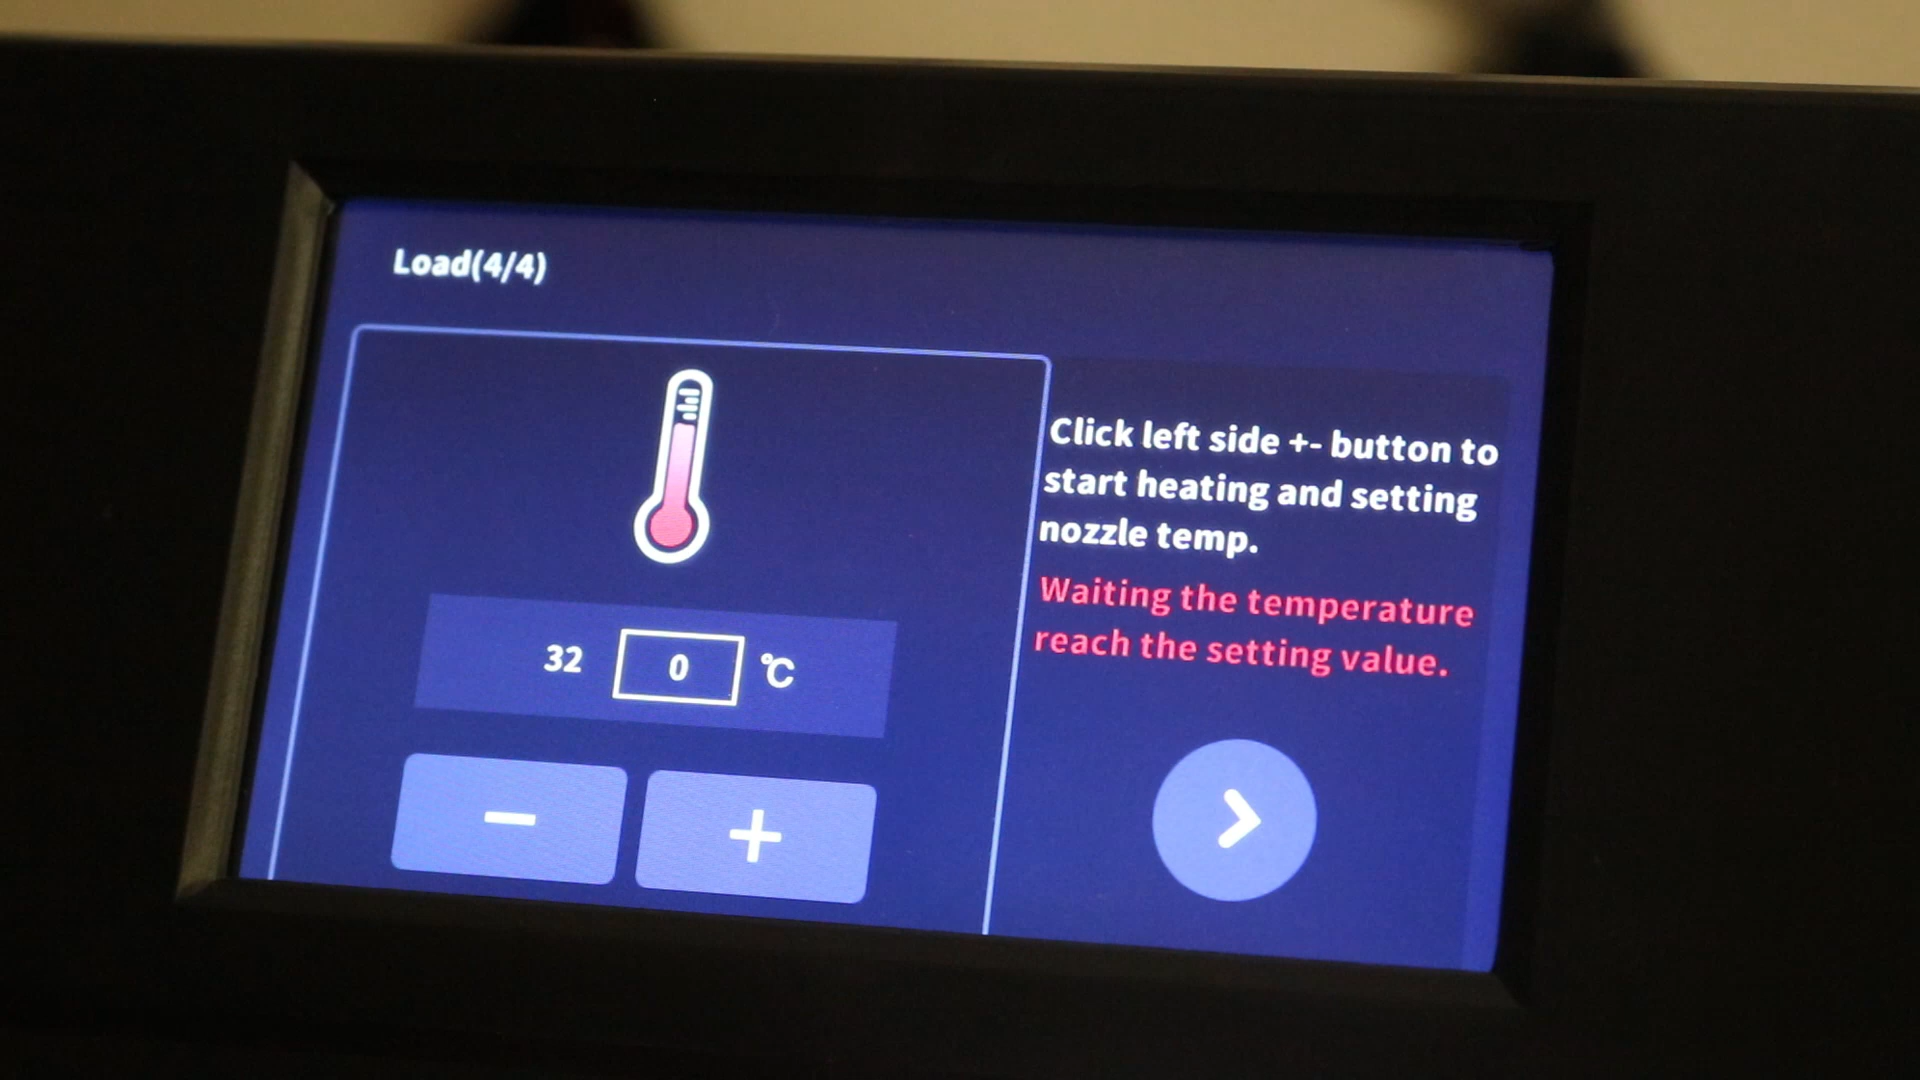 Load(4/4)
Click left side +- button to
start heating and setting
nozzle temp.
Waiting the temperature
reach the setting value.
32 0 ℃
- +